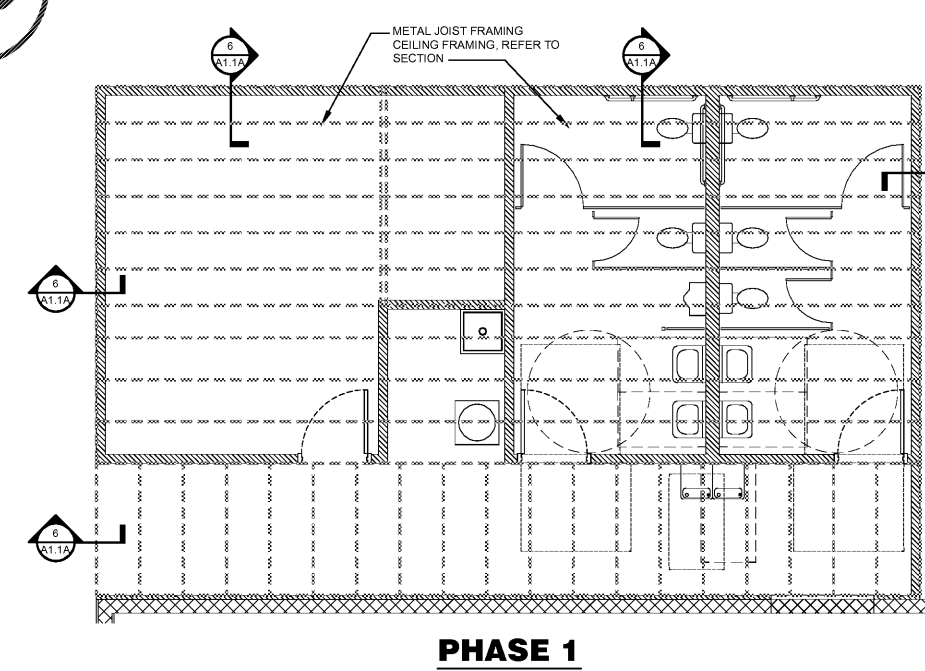 METAL JOIST FRAMING
CEILING FRAMING, REFER TO
SECTION
6
A1.1A
6
A1.1A
6
A1.1A
6
A1.1A
PHASE 1